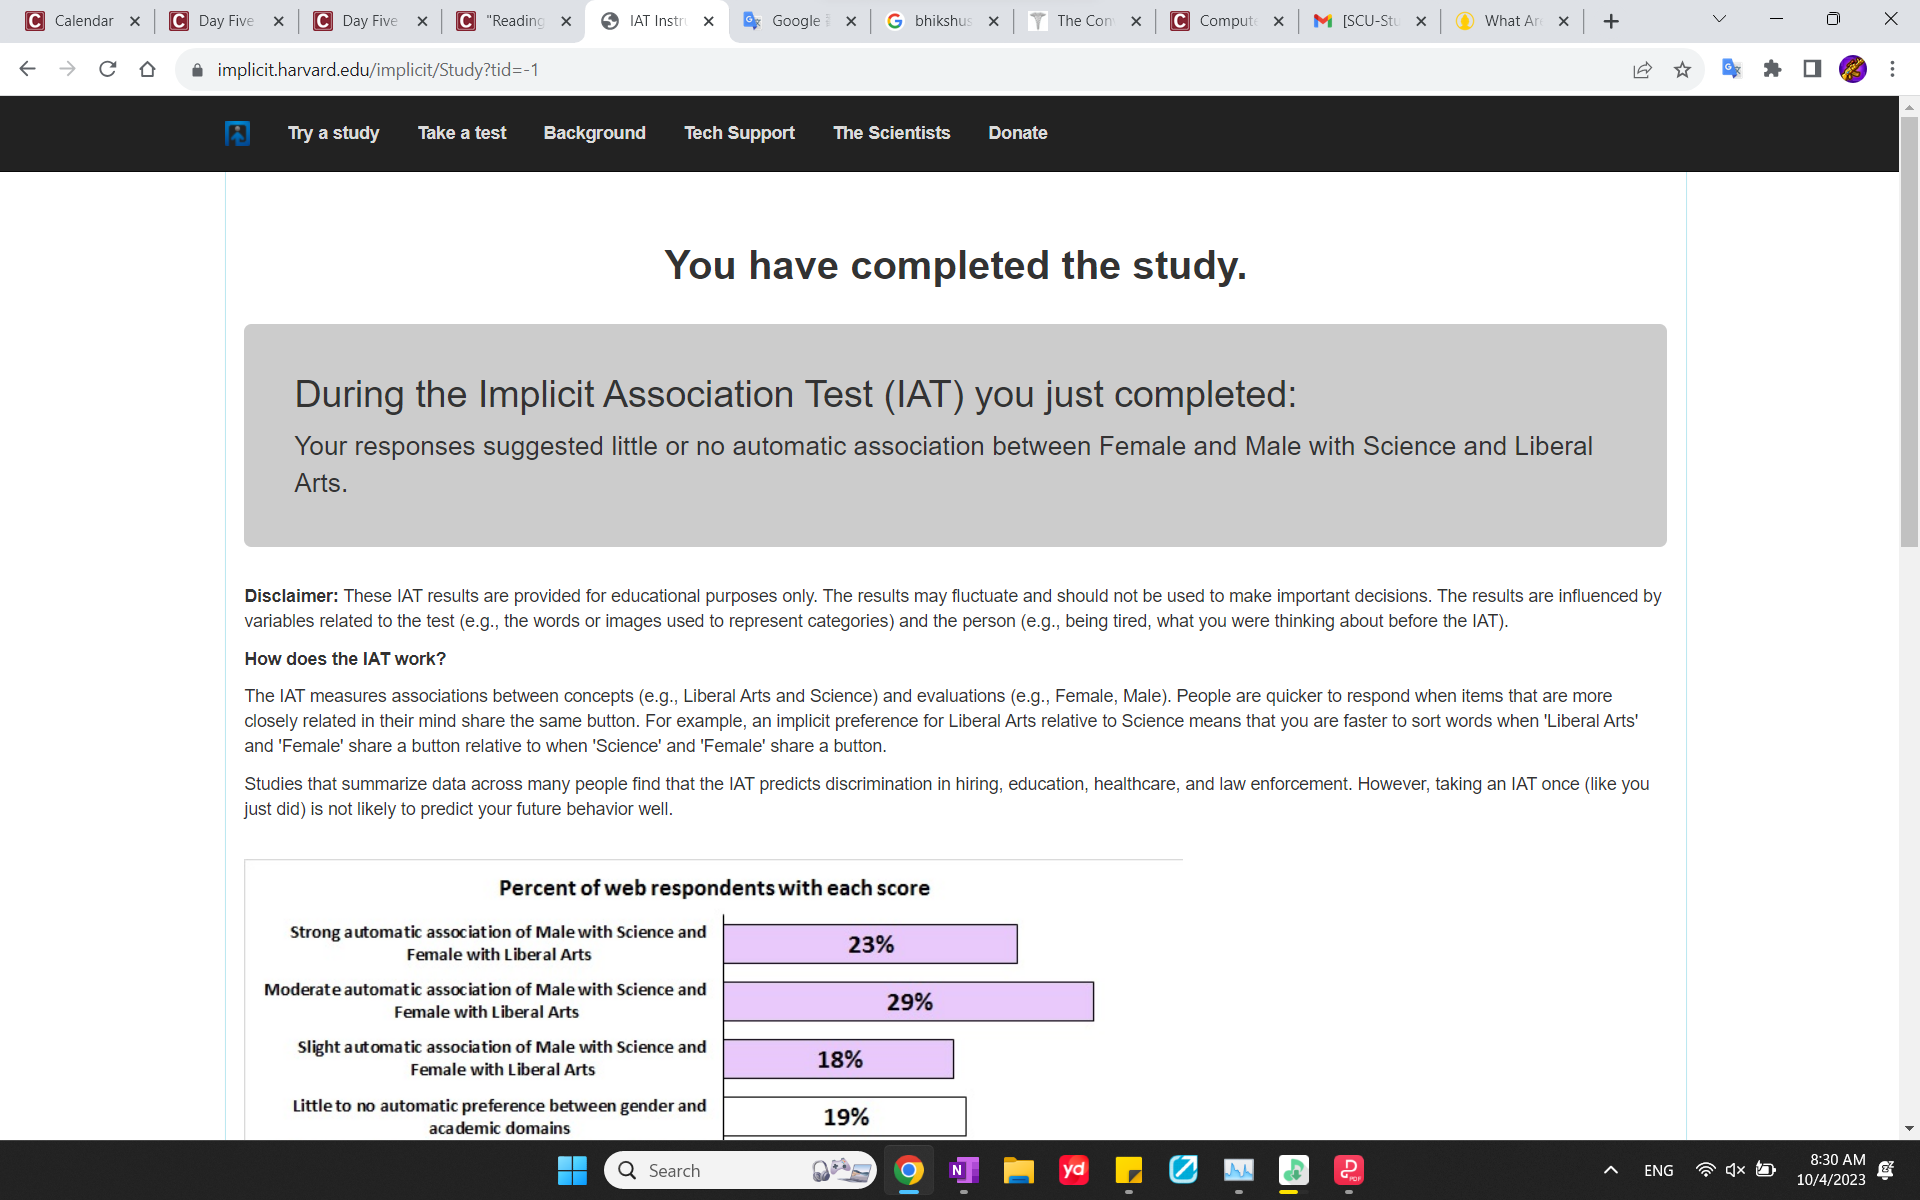 Calendar
Day Five
Day Five
"Reading
IAT Instru
Google
bhikshus
The Con
Compute
[SCU-Stu
What Are
implicit.harvard.edu/implicit/Study?tid=-1
Try a study Take a test Background Tech Support The Scientists Donate
You have completed the study.
During the Implicit Association Test (IAT) you just completed:
Your responses suggested little or no automatic association between Female and Male with Science and Liberal
Arts.
Disclaimer: These IAT results are provided for educational purposes only. The results may fluctuate and should not be used to make important decisions. The results are influenced by
variables related to the test (e.g., the words or images used to represent categories) and the person (e.g., being tired, what you were thinking about before the IAT).
How does the IAT work?
The IAT measures associations between concepts (e.g., Liberal Arts and Science) and evaluations (e.g., Female, Male). People are quicker to respond when items that are more
closely related in their mind share the same button. For example, an implicit preference for Liberal Arts relative to Science means that you are faster to sort words when 'Liberal Arts'
and 'Female' share a button relative to when 'Science' and 'Female' share a button.
Studies that summarize data across many people find that the IAT predicts discrimination in hiring, education, healthcare, and law enforcement. However, taking an IAT once (like you
just did) is not likely to predict your future behavior well.
Percent of web respondents with each score
Strong automatic association of Male with Science and
Female with Liberal Arts
23%
Moderate automatic association of Male with Science and
Female with Liberal Arts
29%
Slight automatic association of Male with Science and
Female with Liberal Arts
18%
Little to no automatic preference between gender and
academic domains
19%
Search
yd
ENG
8:30 AM
10/4/2023